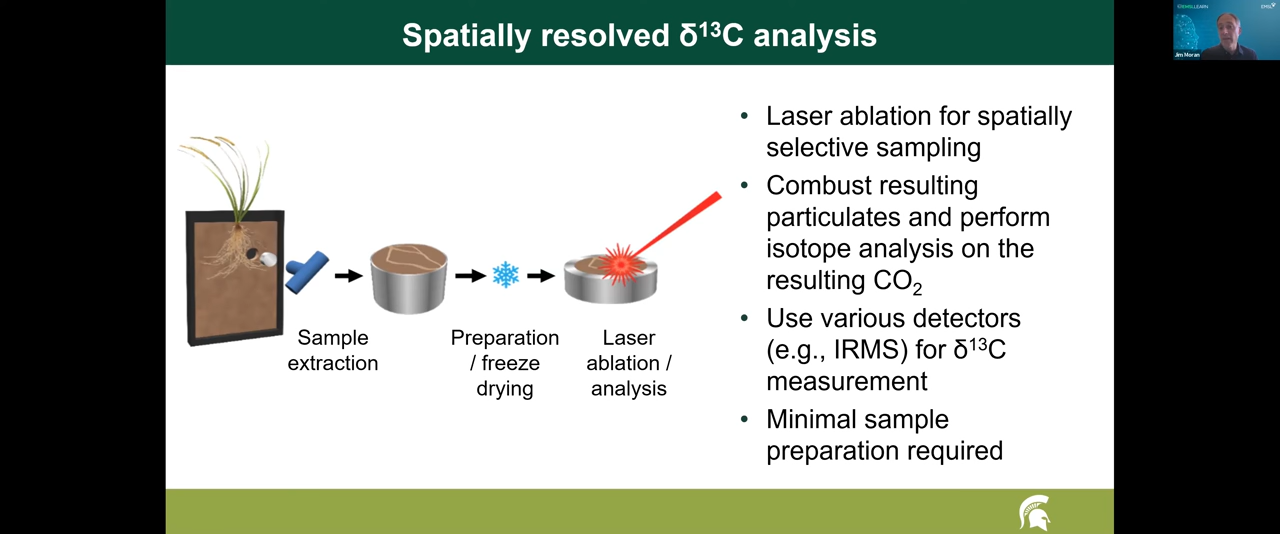 Spatially resolved δ¹³C analysis
Sample
extraction
Preparation
/ freeze
drying
Laser
ablation /
analysis
• Laser ablation for spatially
selective sampling
• Combust resulting
particulates and perform
isotope analysis on the
resulting CO₂
• Use various detectors
(e.g., IRMS) for δ¹³C
measurement
• Minimal sample
preparation required
Jim Moran